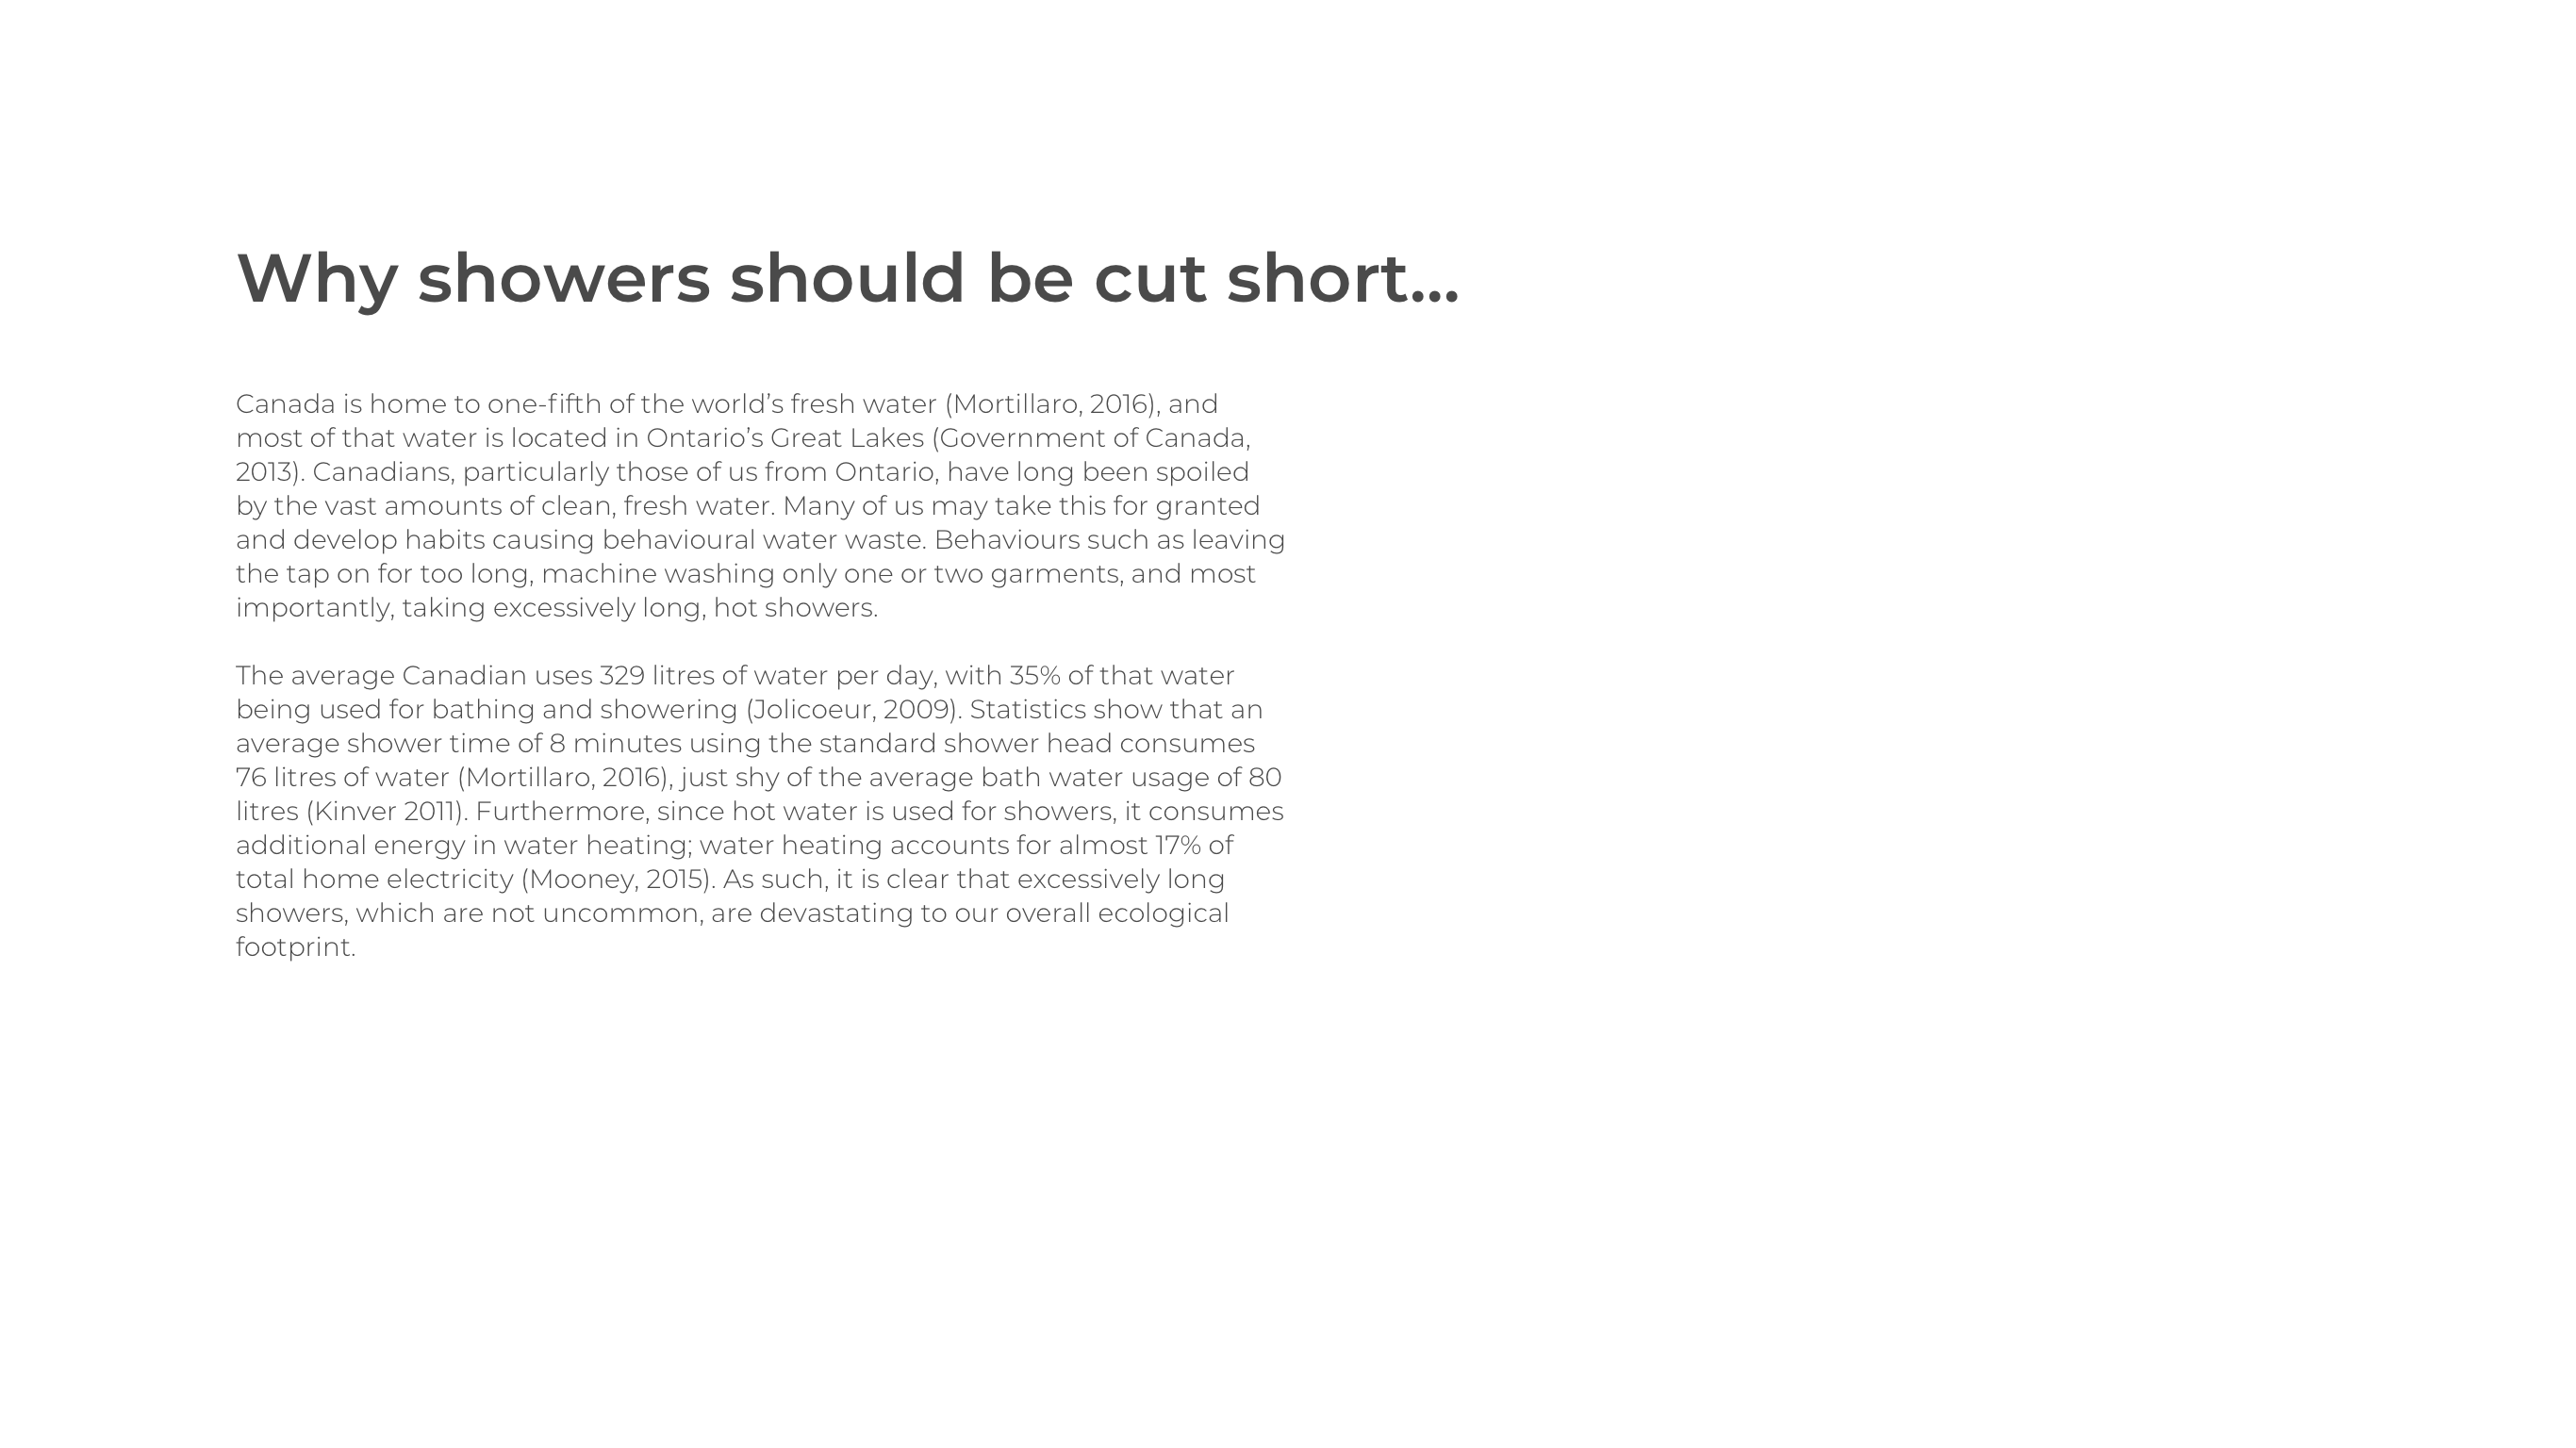 Why showers should be cut short...
Canada is home to one-fifth of the world’s fresh water (Mortillaro, 2016), and
most of that water is located in Ontario’s Great Lakes (Government of Canada,
2013). Canadians, particularly those of us from Ontario, have long been spoiled
by the vast amounts of clean, fresh water. Many of us may take this for granted
and develop habits causing behavioural water waste. Behaviours such as leaving
the tap on for too long, machine washing only one or two garments, and most
importantly, taking excessively long, hot showers.
The average Canadian uses 329 litres of water per day, with 35% of that water
being used for bathing and showering (Jolicoeur, 2009). Statistics show that an
average shower time of 8 minutes using the standard shower head consumes
76 litres of water (Mortillaro, 2016), just shy of the average bath water usage of 80
litres (Kinver 2011). Furthermore, since hot water is used for showers, it consumes
additional energy in water heating; water heating accounts for almost 17% of
total home electricity (Mooney, 2015). As such, it is clear that excessively long
showers, which are not uncommon, are devastating to our overall ecological
footprint.